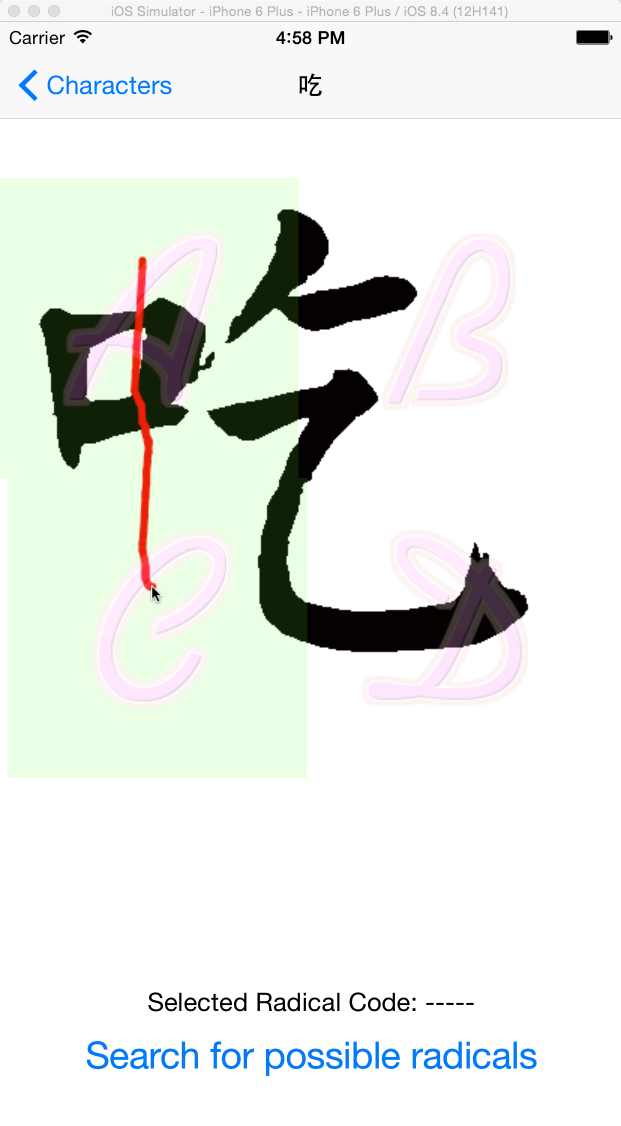 iOS Simulator - iPhone 6 Plus - iPhone 6 Plus / iOS 8.4 (12H141)
Carrier 4:58 PM
Characters 吃
吃
A B
C D
Selected Radical Code: -----
Search for possible radicals